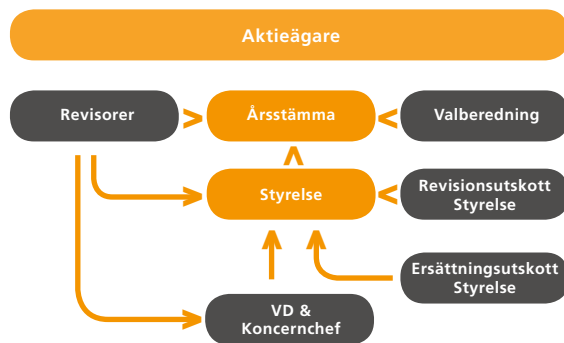 Aktieägare
Revisorer
Årsstämma
Valberedning
Styrelse
Revisionsutskott
Styrelse
Ersättningsutskott
Styrelse
VD &
Koncernchef